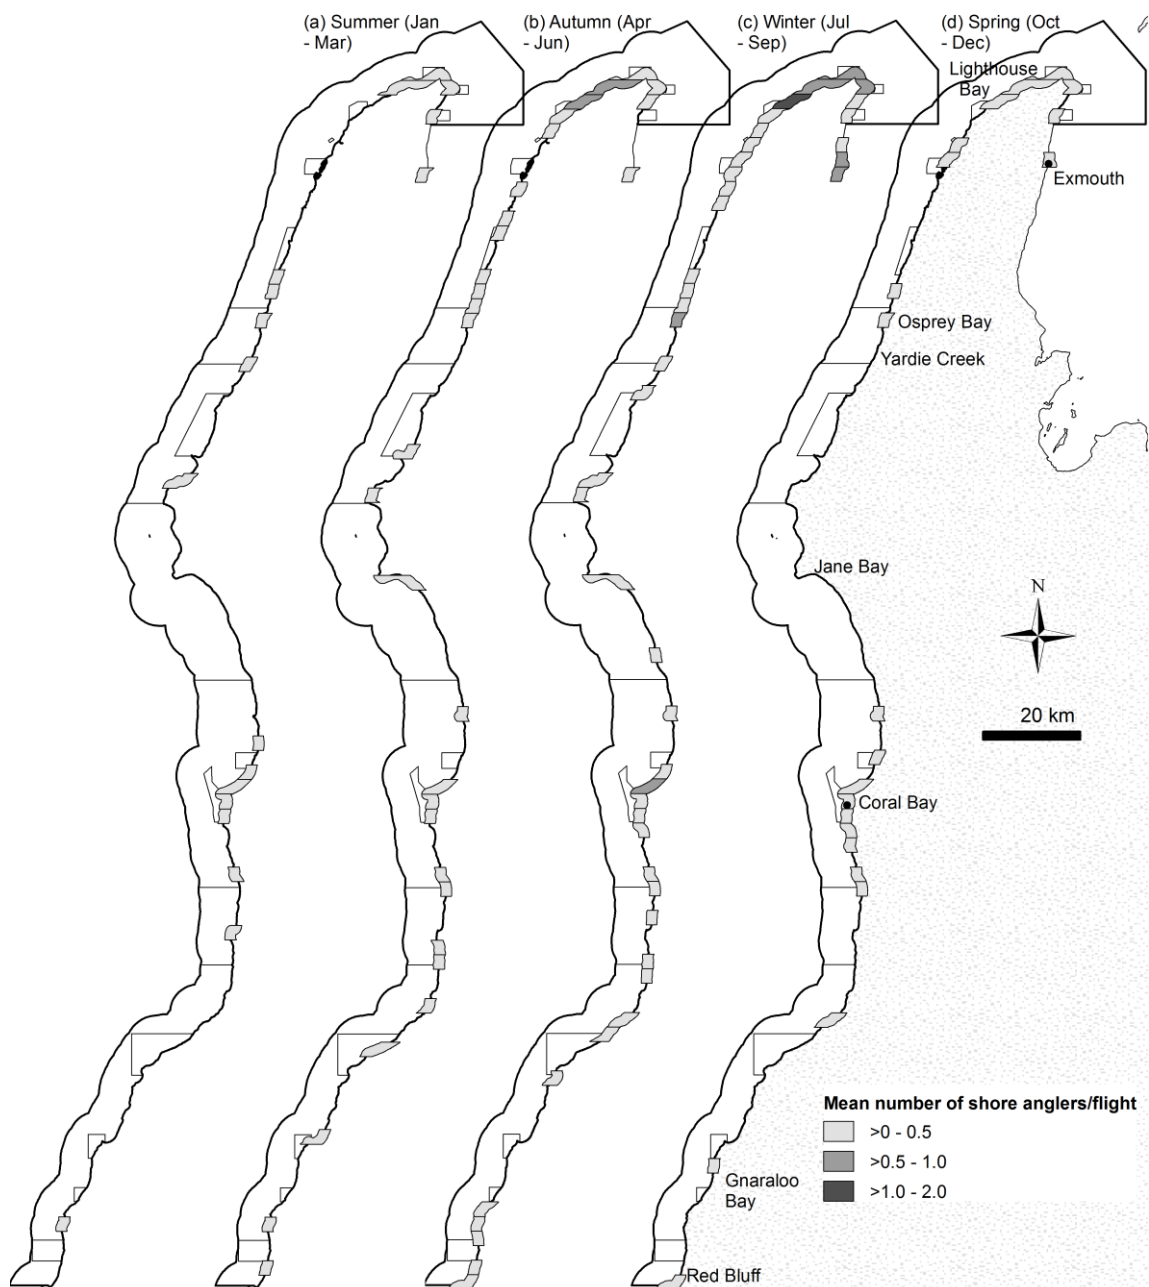 (a) Summer (Jan
- Mar)
(b) Autumn (Apr
- Jun)
(c) Winter (Jul
- Sep)
(d) Spring (Oct
- Dec)
Lighthouse
Bay
Exmouth
Osprey Bay
Yardie Creek
Jane Bay
N
20 km
Coral Bay
Mean number of shore anglers/flight
>0 - 0.5
>0.5 - 1.0
>1.0 - 2.0
Gnaraloo
Bay
Red Bluff